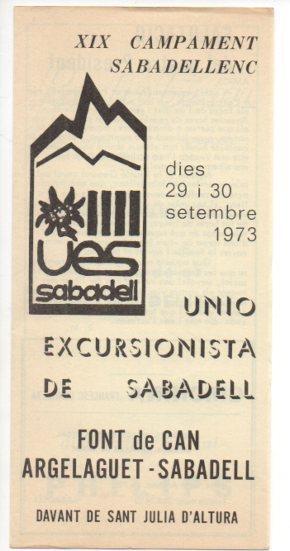 XIX CAMPAMENT
SABADELLENC
dies
29 i 30
setembre
1973
ues
sabadell
UNIO
EXCURSIONISTA
DE SABADELL
FONT de CAN
ARGELAGUET - SABADELL
DAVANT DE SANT JULIA D'ALTURA